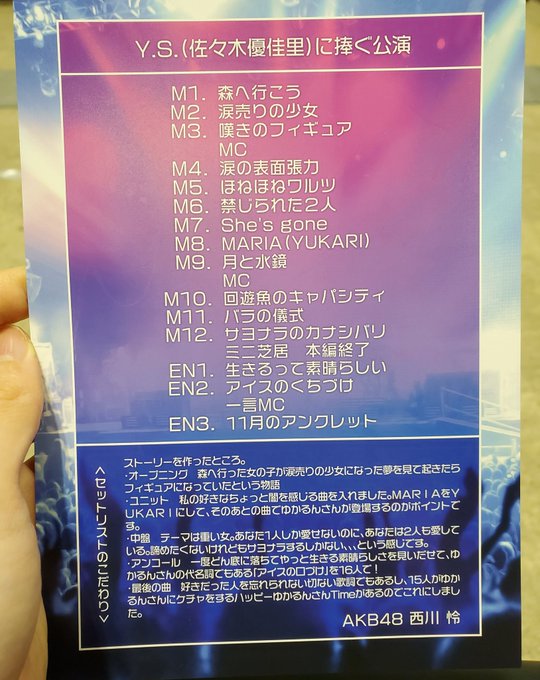 Y.S.(佐々木優佳里)に捧ぐ公演
M1. 森へ行こう
M2. 涙売りの少女
M3. 嘆きのフィギュア
MC
M4. 涙の表面張力
M5. ほねほねワルツ
M6. 禁じられた2人
M7. She's gone
M8. MARIA(YUKARI)
M9. 月と水鏡
MC
M10. 回遊魚のキャパシティ
M11. バラの儀式
M12. サヨナラのカナシバリ
ミニ芝居 本編終了
EN1. 生きるって素晴らしい
EN2. アイスのくちづけ
一言MC
EN3. 11月のアンクレット
<セットリストのこだわり>
ストーリーを作ったところ。
・オープニング 森へ行った女の子が涙売りの少女になった夢を見て起きたら
フィギュアになっていたという物語
・ユニット 私の好きなちょっと闇を感じる曲を入れました。MARIAをY
UKARIにして、そのあとの曲でゆかるんさんが登場するのがポイントで
す。
・中盤 テーマは重い女。あなた1人しか愛せないのに、あなたは2人も愛して
いる。諦めたくないけれどもサヨナラするしかない、、、という感じです。
・アンコール 一度どん底に落ちてやっと生きる素晴らしさを見いだせて、ゆ
かるんさんの代名詞でもある「アイスの口づけ」を16人で!
・最後の曲 好きだった人を忘れられない切ない歌詞でもあるし、15人がゆか
るんさんにケチャをするハッピーゆかるんさんTimeがあるのでこれにしまし
た。
AKB48 西川 怜